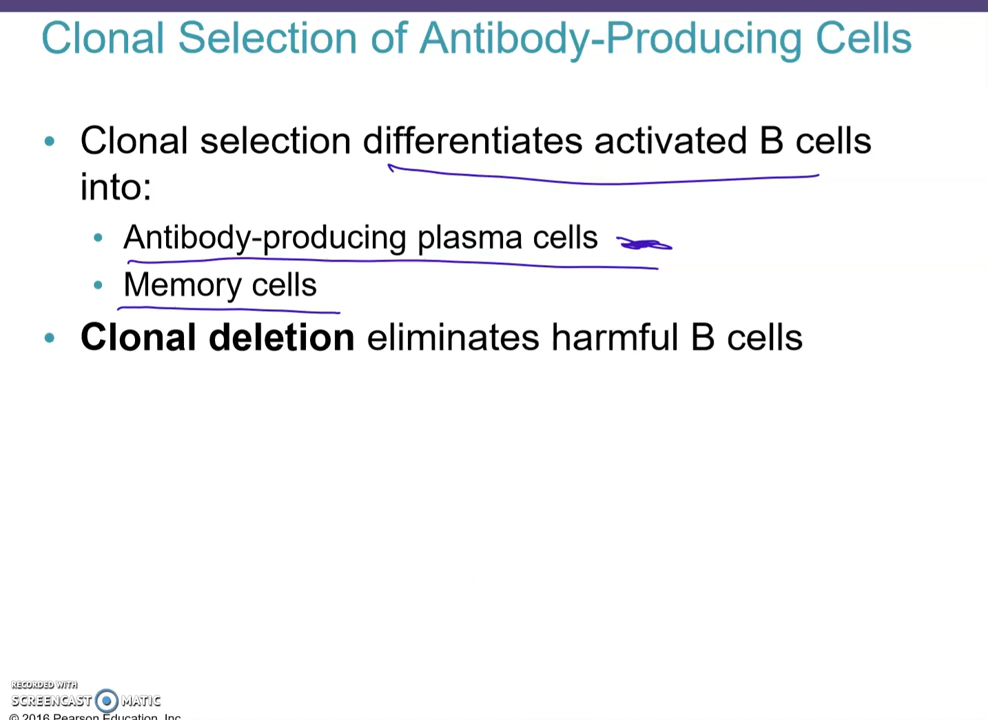 Clonal Selection of Antibody-Producing Cells
• Clonal selection differentiates activated B cells
into:
• Antibody-producing plasma cells
• Memory cells
• Clonal deletion eliminates harmful B cells
RECORDED WITH
SCREENCAST MATIC
© 2016 Pearson Education, Inc.